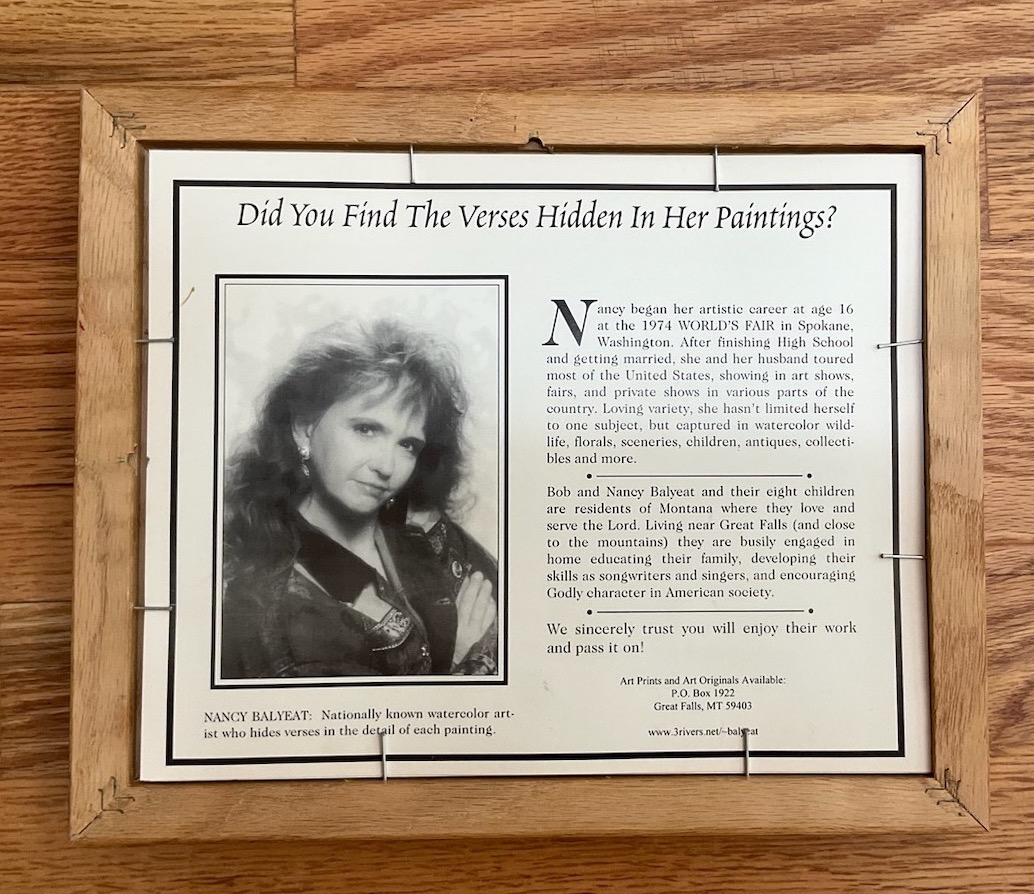 Did You Find The Verses Hidden In Her Paintings?
NANCY BALYEAT: Nationally known watercolor art-
ist who hides verses in the detail of each painting.
Nancy began her artistic career at age 16
at the 1974 WORLD'S FAIR in Spokane,
Washington. After finishing High School
and getting married, she and her husband toured
most of the United States, showing in art shows,
fairs, and private shows in various parts of the
country. Loving variety, she hasn't limited herself
to one subject, but captured in watercolor wild-
life, florals, sceneries, children, antiques, collecti-
bles and more.
Bob and Nancy Balyeat and their eight children
are residents of Montana where they love and
serve the Lord. Living near Great Falls (and close
to the mountains) they are busily engaged in
home educating their family, developing their
skills as songwriters and singers, and encouraging
Godly character in American society.
We sincerely trust you will enjoy their work
and pass it on!
Art Prints and Art Originals Available:
P.O. Box 1922
Great Falls, MT 59403
www.3rivers.net/~balyeat